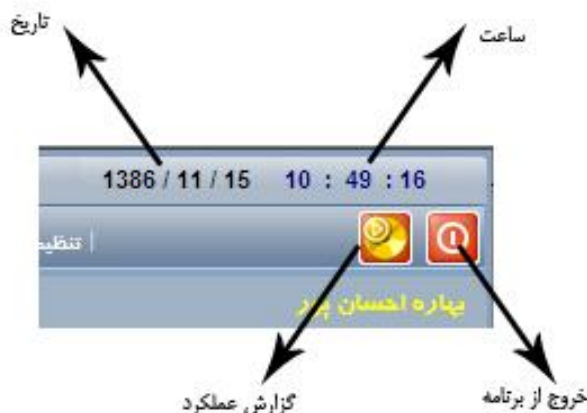 ساعت
تاریخ
1386 / 11 / 15 10 : 49 : 16
تنظیم
بهاره احسان پور
خروج از برنامه
گزارش عملکرد